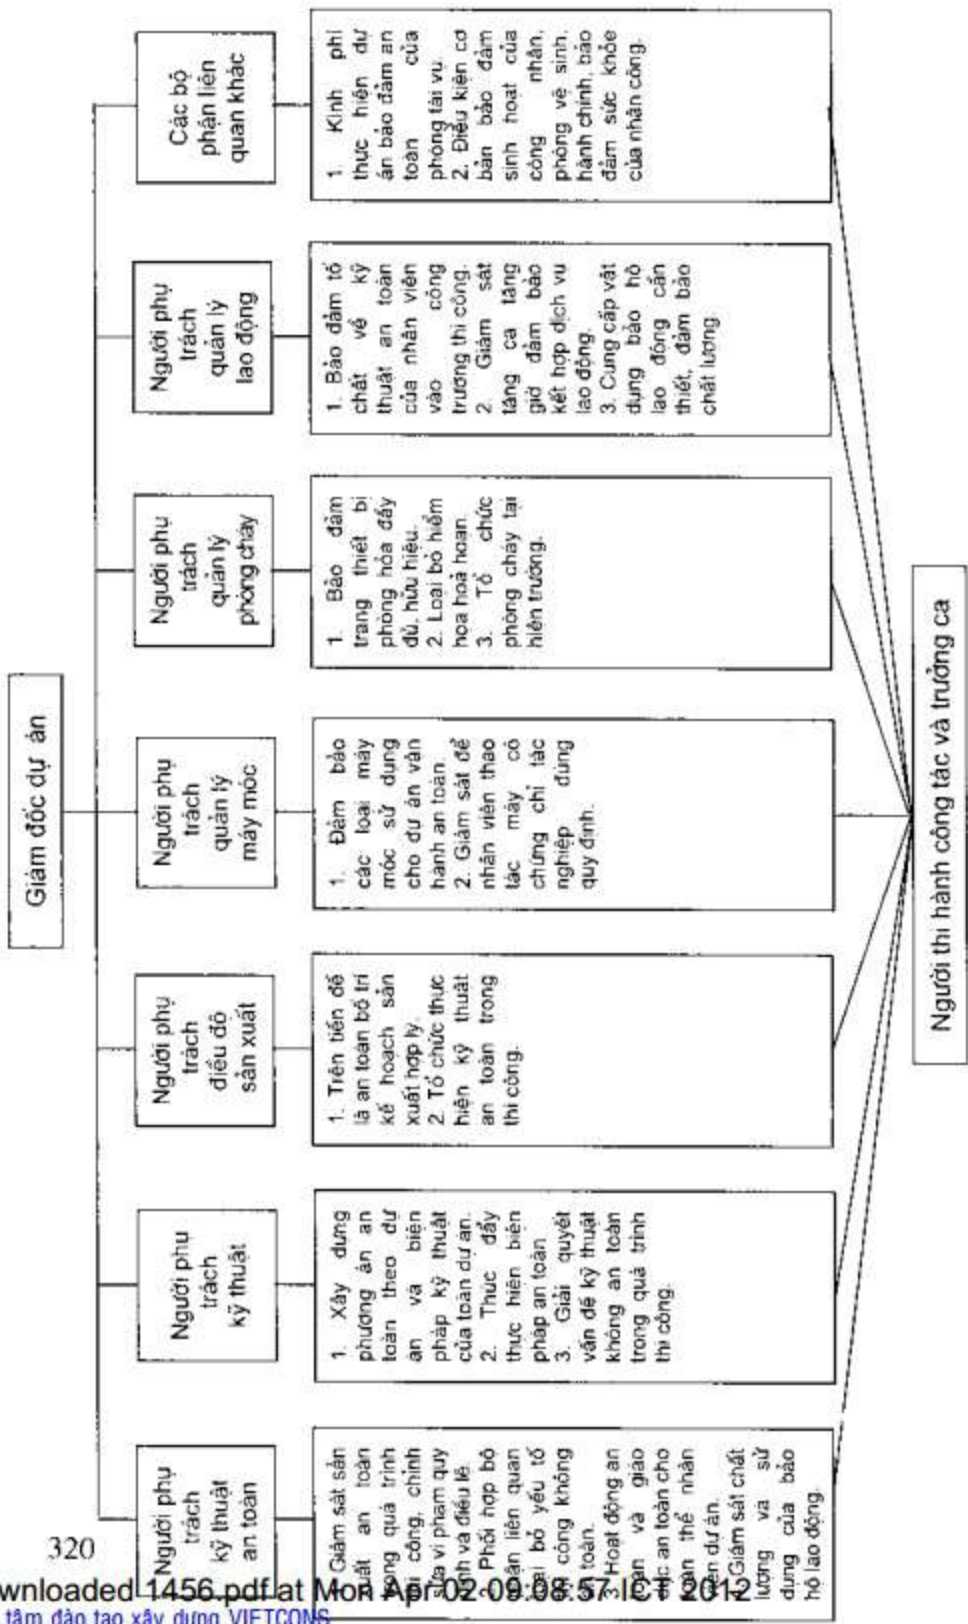 Giám đốc dự án
Người phụ
trách
kỹ thuật
an toàn
Người phụ
trách
kỹ thuật
Người phụ
trách
điều độ
sản xuất
Người phụ
trách
quản lý
máy móc
Người phụ
trách
quản lý
phòng cháy
Người phụ
trách
quản lý
lao động
Các bộ
phận liên
quan khác
Giám sát sản
an toàn
quá trình
công, chỉnh
sửa vi phạm quy
và điều lệ.
Phối hợp bộ
liên quan
bỏ yếu tố
công không
toàn.
3. Hoạt động an
và giáo
an toàn cho
thể nhân
dự án.
Giám sát chất
lượng và sử
dụng của bảo
hộ lao động.
1. Xây dựng
phương án an
toàn theo dự
án và biện
pháp kỹ thuật
của toàn dự án.
2. Thúc đẩy
thực hiện biện
pháp an toàn
3. Giải quyết
vấn đề kỹ thuật
không an toàn
trong quá trình
thi công.
1. Trên tiền đề
là an toàn bố trí
kế hoạch sản
xuất hợp lý.
2. Tổ chức thực
hiện kỹ thuật
an toàn trong
thi công.
1. Đảm bảo
các loại máy
móc sử dụng
cho dự án vận
hành an toàn.
2. Giám sát để
nhân viên thao
tác máy có
chứng chỉ tác
nghiệp đúng
quy định.
1. Bảo đảm
trang thiết bị
phòng hỏa đầy
đủ, hữu hiệu.
2. Loại bỏ hiểm
họa hoả hoạn.
3. Tổ chức
phòng cháy tại
hiện trường.
1. Bảo đảm tố
chất về kỹ
thuật an toàn
của nhân viên
vào công
trường thi công.
2. Giám sát
tăng ca tăng
giờ đảm bảo
kết hợp dịch vụ
lao động.
3. Cung cấp vật
dụng bảo hộ
lao động cần
thiết, đảm bảo
chất lượng.
1. Kinh phí
thực hiện dự
án bảo đảm an
toàn của
phòng tài vụ.
2. Điều kiện cơ
bản bảo đảm
sinh hoạt của
công nhân,
phòng vệ sinh,
hành chính, bảo
đảm sức khỏe
của nhân công.
Người thi hành công tác và trưởng ca
320
wnloaded 1456.pdf at Mon Apr 02 09:08:57 ICT 2012
tâm đào tạo xây dựng VIETCONS